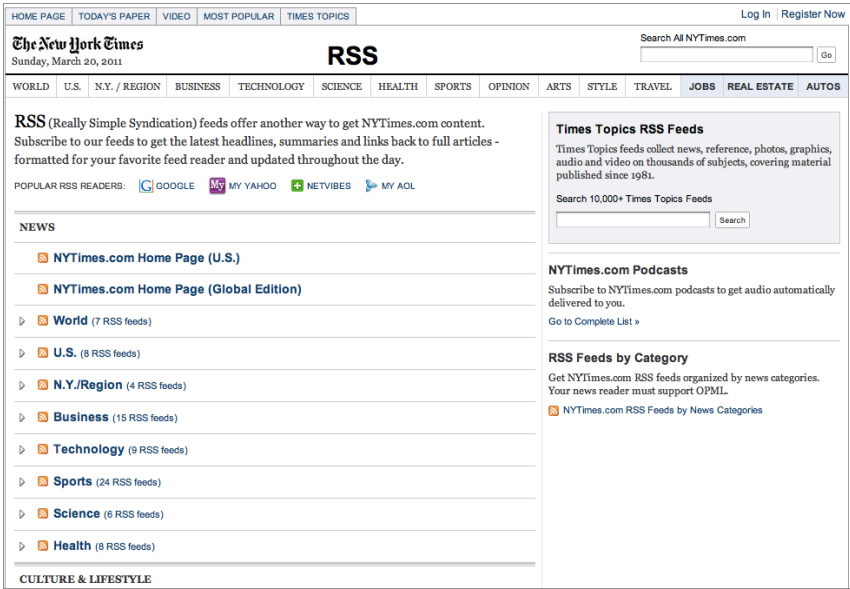 HOME PAGE TODAY'S PAPER VIDEO MOST POPULAR TIMES TOPICS
Log In Register Now
The New York Times
Sunday, March 20, 2011
RSS
Search All NYTimes.com
Go
WORLD U.S. N.Y. / REGION BUSINESS TECHNOLOGY SCIENCE HEALTH SPORTS OPINION ARTS STYLE TRAVEL JOBS REAL ESTATE AUTOS
RSS (Really Simple Syndication) feeds offer another way to get NYTimes.com content.
Subscribe to our feeds to get the latest headlines, summaries and links back to full articles -
formatted for your favorite feed reader and updated throughout the day.
POPULAR RSS READERS: G GOOGLE My MY YAHOO NETVIBES MY AOL
NEWS
NYTimes.com Home Page (U.S.)
NYTimes.com Home Page (Global Edition)
World (7 RSS feeds)
U.S. (8 RSS feeds)
N.Y./Region (4 RSS feeds)
Business (15 RSS feeds)
Technology (9 RSS feeds)
Sports (24 RSS feeds)
Science (6 RSS feeds)
Health (8 RSS feeds)
CULTURE & LIFESTYLE
Times Topics RSS Feeds
Times Topics feeds collect news, reference, photos, graphics,
audio and video on thousands of subjects, covering material
published since 1981.
Search 10,000+ Times Topics Feeds
Search
NYTimes.com Podcasts
Subscribe to NYTimes.com podcasts to get audio automatically
delivered to you.
Go to Complete List »
RSS Feeds by Category
Get NYTimes.com RSS feeds organized by news categories.
Your news reader must support OPML.
NYTimes.com RSS Feeds by News Categories